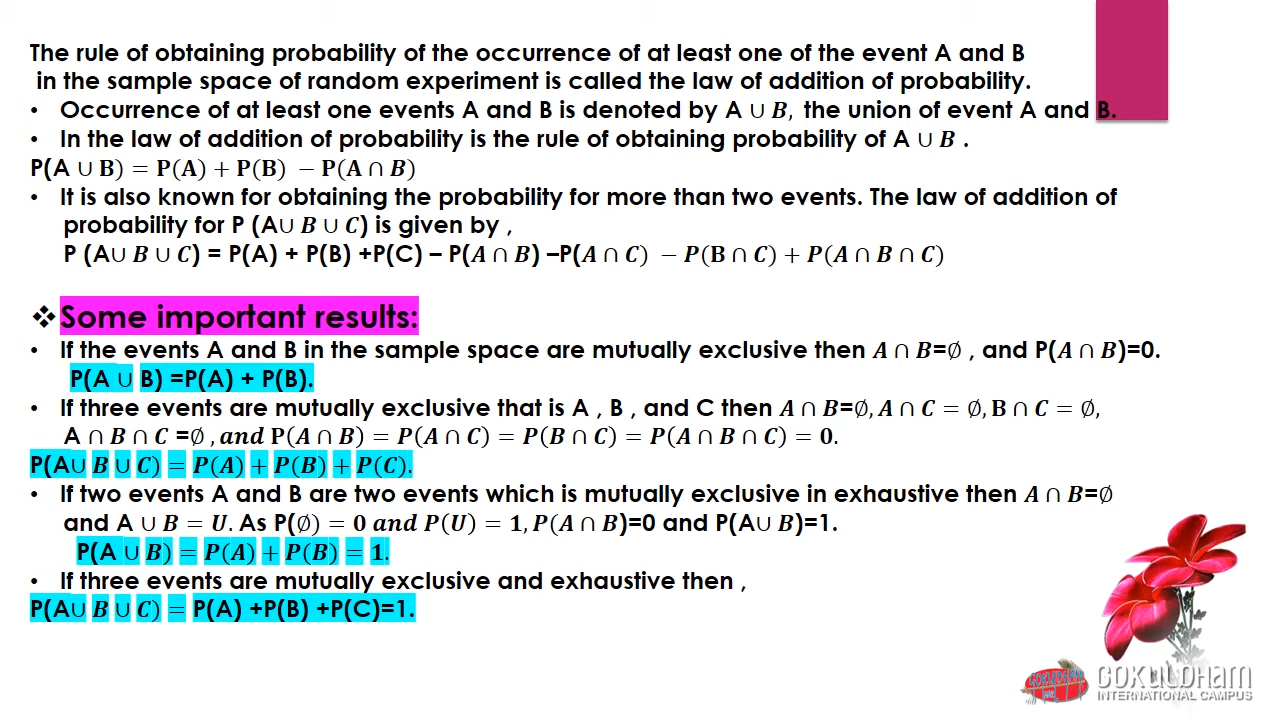 The rule of obtaining probability of the occurrence of at least one of the event A and B
in the sample space of random experiment is called the law of addition of probability.
• Occurrence of at least one events A and B is denoted by A ∪ B, the union of event A and B.
• In the law of addition of probability is the rule of obtaining probability of A ∪ B .
P(A ∪ B) = P(A) + P(B) − P(A ∩ B)
• It is also known for obtaining the probability for more than two events. The law of addition of
probability for P (A∪ B ∪ C) is given by ,
P (A∪ B ∪ C) = P(A) + P(B) +P(C) – P(A ∩ B) –P(A ∩ C) − P(B ∩ C) + P(A ∩ B ∩ C)
❖ Some important results:
• If the events A and B in the sample space are mutually exclusive then A ∩ B=∅ , and P(A ∩ B)=0.
P(A ∪ B) =P(A) + P(B).
• If three events are mutually exclusive that is A , B , and C then A ∩ B=∅, A ∩ C = ∅, B ∩ C = ∅,
A ∩ B ∩ C =∅ , and P(A ∩ B) = P(A ∩ C) = P(B ∩ C) = P(A ∩ B ∩ C) = 0.
P(A∪ B ∪ C) = P(A) + P(B) + P(C).
• If two events A and B are two events which is mutually exclusive in exhaustive then A ∩ B=∅
and A ∪ B = U. As P(∅) = 0 and P(U) = 1, P(A ∩ B)=0 and P(A∪ B)=1.
P(A ∪ B) = P(A) + P(B) = 1.
• If three events are mutually exclusive and exhaustive then ,
P(A∪ B ∪ C) = P(A) +P(B) +P(C)=1.
GOKULDHAM
INTERNATIONAL CAMPUS